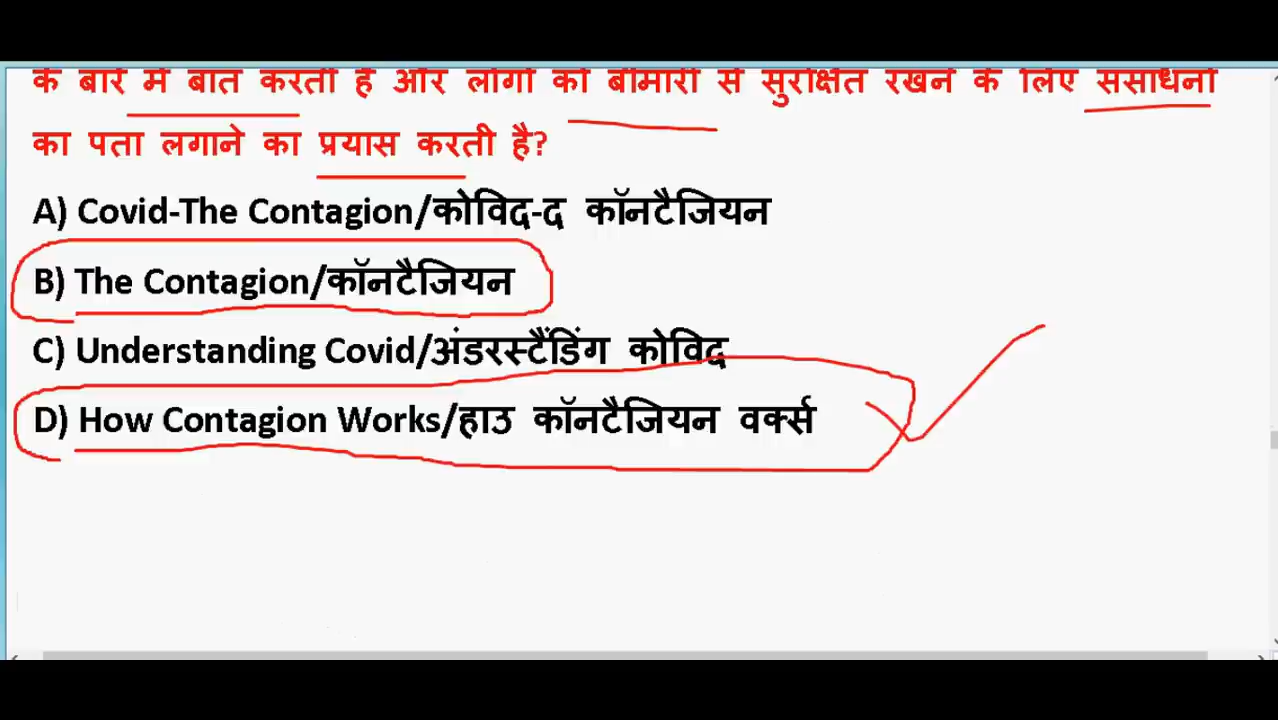 के बारे में बात करती है और लोगों को बीमारी से सुरक्षित रखने के लिए संसाधनों
का पता लगाने का प्रयास करती है?
A) Covid-The Contagion/कोविद-द कॉनटैजियन
B) The Contagion/कॉनटैजियन
C) Understanding Covid/अंडरस्टैंडिंग कोविद
D) How Contagion Works/हाउ कॉनटैजियन वर्क्स